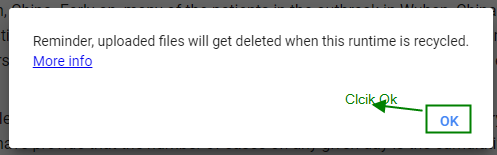 Reminder, uploaded files will get deleted when this runtime is recycled.
More info
Clcik Ok
OK